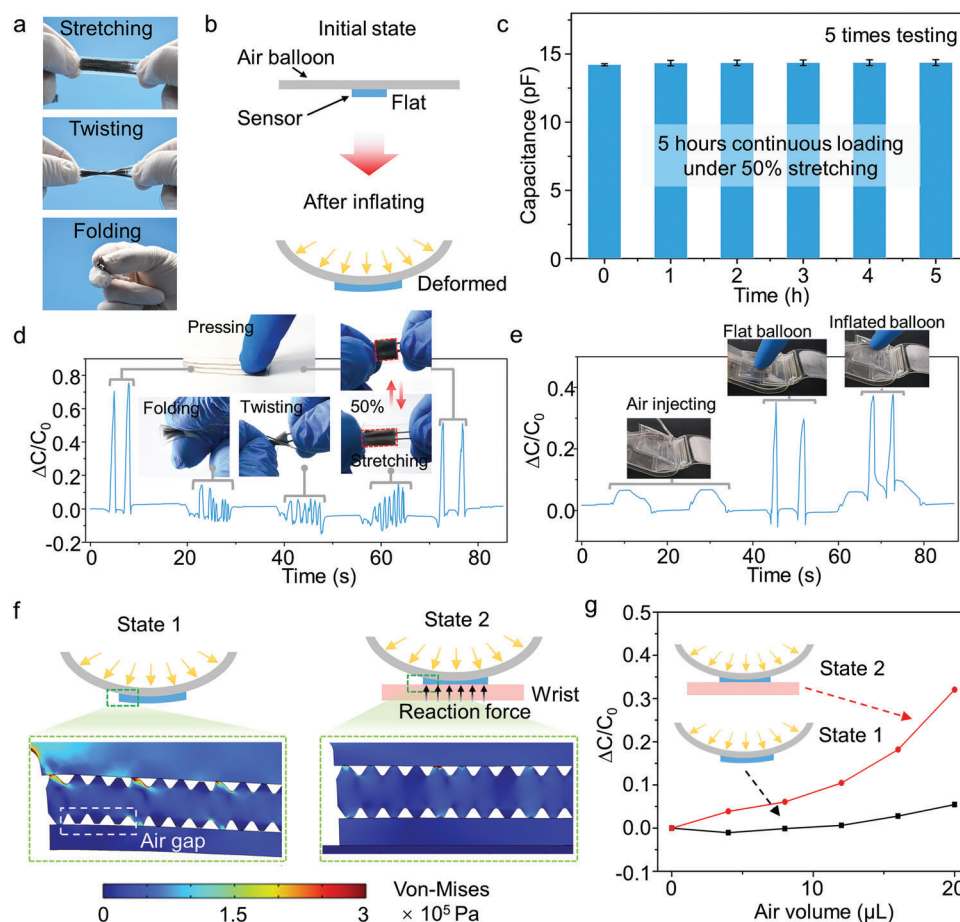 a
Stretching
Twisting
Folding
b
Initial state
Air balloon
Sensor
Flat
After inflating
Deformed
c
5 times testing
5 hours continuous loading
under 50% stretching
Capacitance (pF)
20
15
10
5
0
0 1 2 3 4 5
Time (h)
d
Pressing
Folding
Twisting
50%
Stretching
ΔC/C0
0.8
0.6
0.4
0.2
0.0
-0.2
0 20 40 60 80
Time (s)
e
Flat balloon
Inflated balloon
Air injecting
ΔC/C0
0.4
0.2
0.0
0 20 40 60 80
Time (s)
f
State 1
State 2
Wrist
Reaction force
Air gap
Von-Mises
× 10⁵ Pa
0 1.5 3
g
State 2
State 1
ΔC/C0
0.5
0.4
0.3
0.2
0.1
0.0
-0.1
0 10 20
Air volume (µL)